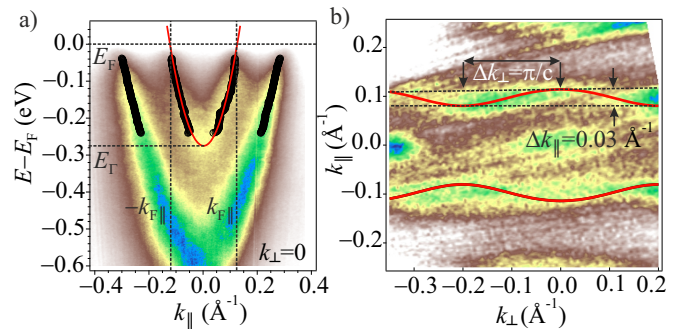 a)
0.0
−0.1
−0.2
−0.3
−0.4
−0.5
−0.6
E−E_F (eV)
E_F
E_Γ
−k_F∥
k_F∥
k_⊥=0
−0.4 −0.2 0.0 0.2 0.4
k_∥(Å⁻¹)
b)
0.2
0.1
0.0
−0.1
−0.2
k_∥(Å⁻¹)
Δk_⊥=π/c
Δk_∥=0.03 Å⁻¹
−0.3 −0.2 −0.1 0.0 0.1 0.2
k_⊥(Å⁻¹)